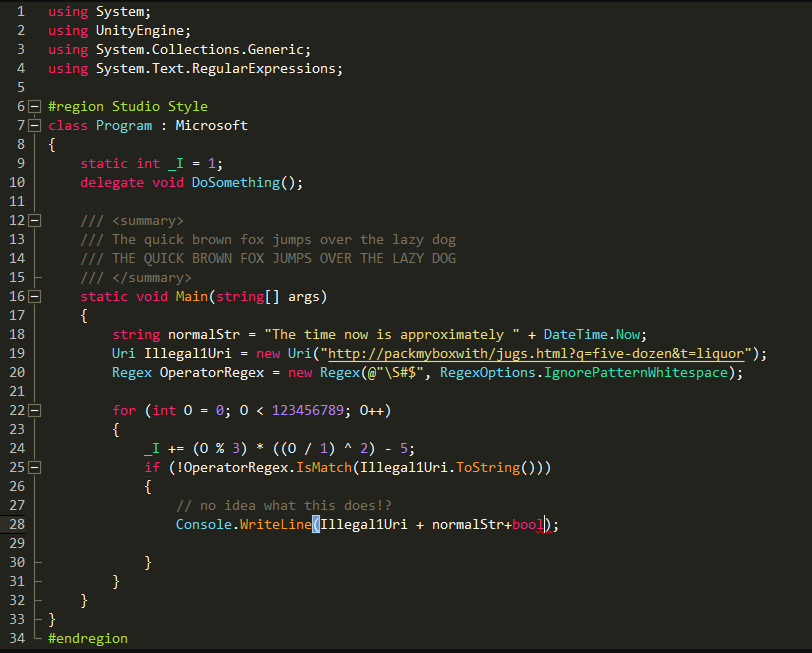 1 using System;
2 using UnityEngine;
3 using System.Collections.Generic;
4 using System.Text.RegularExpressions;
5
6 #region Studio Style
7 class Program : Microsoft
8 {
9 static int _I = 1;
10 delegate void DoSomething();
11
12 /// <summary>
13 /// The quick brown fox jumps over the lazy dog
14 /// THE QUICK BROWN FOX JUMPS OVER THE LAZY DOG
15 /// </summary>
16 static void Main(string[] args)
17 {
18 string normalStr = "The time now is approximately " + DateTime.Now;
19 Uri Illegal1Uri = new Uri("http://packmyboxwith/jugs.html?q=five-dozen&t=liquor");
20 Regex OperatorRegex = new Regex(@"\S#$", RegexOptions.IgnorePatternWhitespace);
21
22 for (int O = 0; O < 123456789; O++)
23 {
24 _I += (O % 3) * ((O / 1) ^ 2) - 5;
25 if (!OperatorRegex.IsMatch(Illegal1Uri.ToString()))
26 {
27 // no idea what this does!?
28 Console.WriteLine(Illegal1Uri + normalStr+bool);
29
30 }
31 }
32 }
33 }
34 #endregion